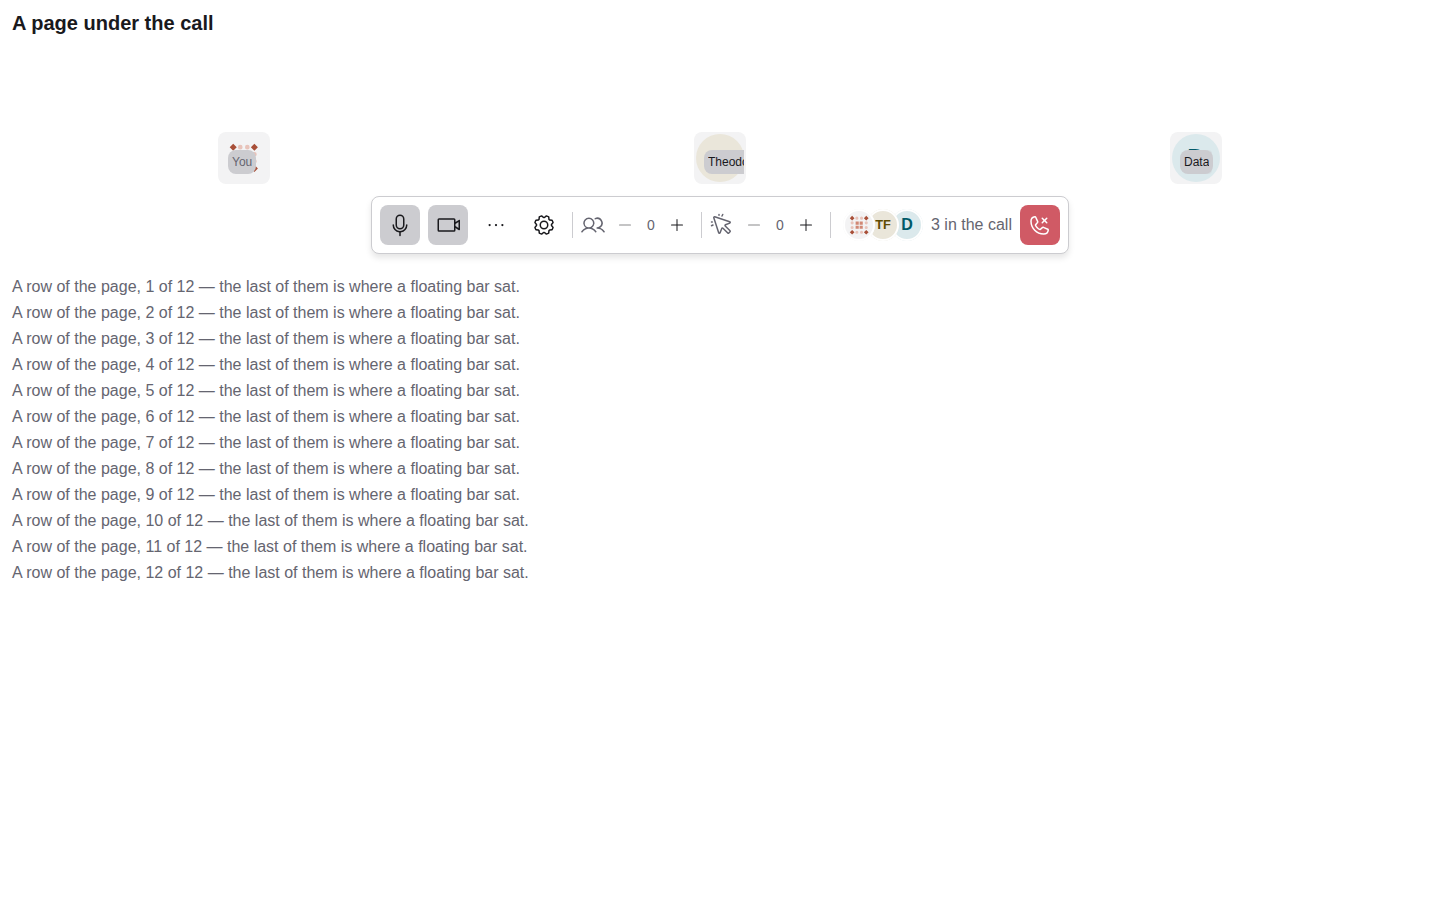 A page under the call
You
Theodo
Data
0
0
TF
D
3 in the call
A row of the page, 1 of 12 — the last of them is where a floating bar sat.
A row of the page, 2 of 12 — the last of them is where a floating bar sat.
A row of the page, 3 of 12 — the last of them is where a floating bar sat.
A row of the page, 4 of 12 — the last of them is where a floating bar sat.
A row of the page, 5 of 12 — the last of them is where a floating bar sat.
A row of the page, 6 of 12 — the last of them is where a floating bar sat.
A row of the page, 7 of 12 — the last of them is where a floating bar sat.
A row of the page, 8 of 12 — the last of them is where a floating bar sat.
A row of the page, 9 of 12 — the last of them is where a floating bar sat.
A row of the page, 10 of 12 — the last of them is where a floating bar sat.
A row of the page, 11 of 12 — the last of them is where a floating bar sat.
A row of the page, 12 of 12 — the last of them is where a floating bar sat.